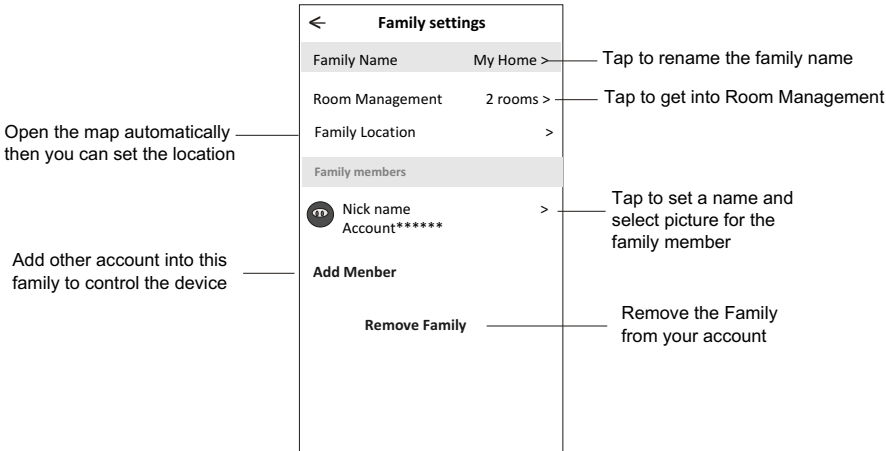 Family settings
Family Name My Home >
Tap to rename the family name
Room Management 2 rooms >
Tap to get into Room Management
Open the map automatically
then you can set the location
Family Location >
Family members
Nick name >
Account******
Tap to set a name and
select picture for the
family member
Add other account into this
family to control the device
Add Menber
Remove Family
Remove the Family
from your account